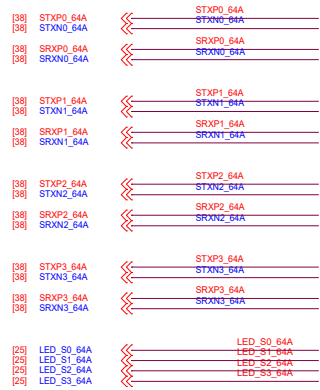 [38] STXP0_64A STXP0_64A
[38] STXN0_64A STXN0_64A
[38] SRXP0_64A SRXP0_64A
[38] SRXN0_64A SRXN0_64A
[38] STXP1_64A STXP1_64A
[38] STXN1_64A STXN1_64A
[38] SRXP1_64A SRXP1_64A
[38] SRXN1_64A SRXN1_64A
[38] STXP2_64A STXP2_64A
[38] STXN2_64A STXN2_64A
[38] SRXP2_64A SRXP2_64A
[38] SRXN2_64A SRXN2_64A
[38] STXP3_64A STXP3_64A
[38] STXN3_64A STXN3_64A
[38] SRXP3_64A SRXP3_64A
[38] SRXN3_64A SRXN3_64A
[25] LED_S0_64A LED_S0_64A
[25] LED_S1_64A LED_S1_64A
[25] LED_S2_64A LED_S2_64A
[25] LED_S3_64A LED_S3_64A